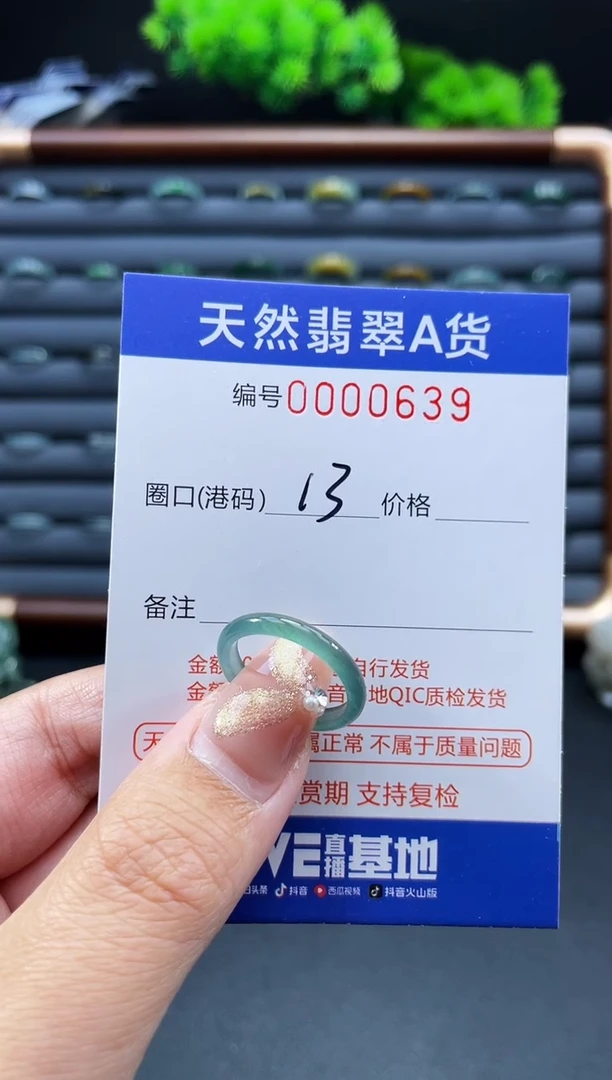 天然翡翠A货
编号0000639
圈口(港码) 13 价格
备注
金额 自行发货
金额 音 地QIC质检发货
天 属正常 不属于质量问题
赏期 支持复检
VE直播基地
头条 抖音 西瓜视频 抖音火山版